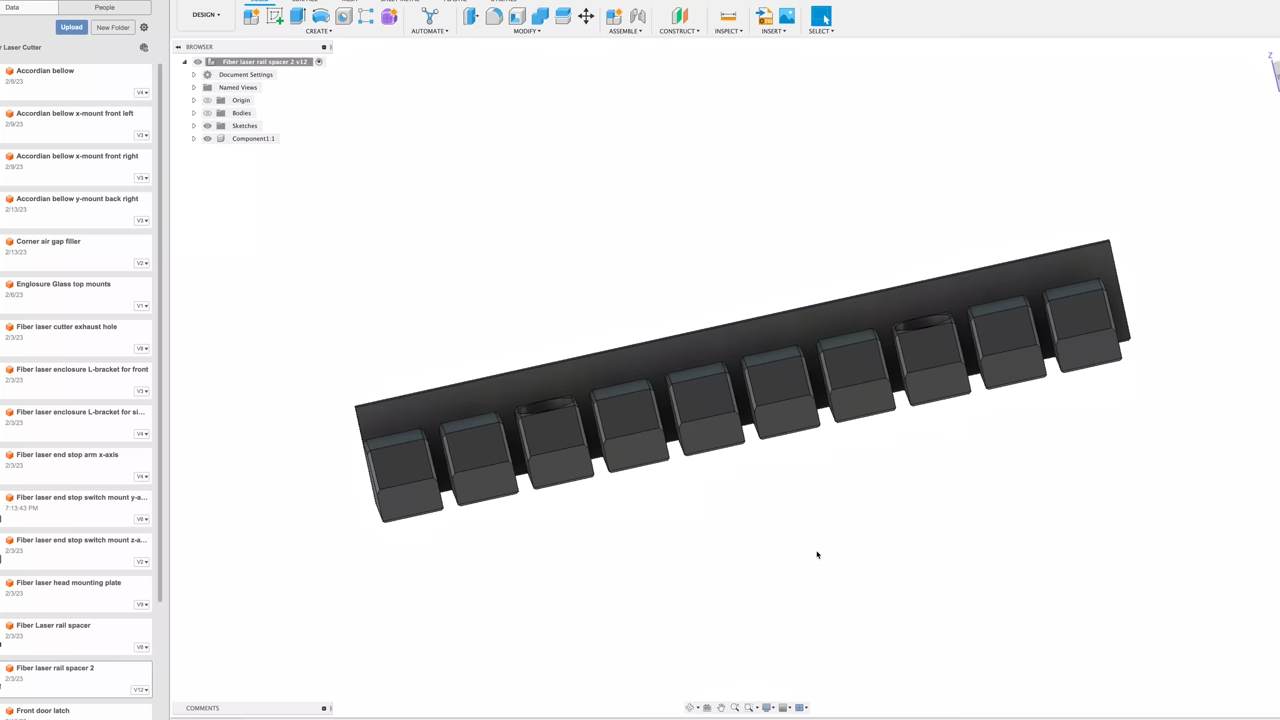 Data
People
Upload
New Folder
r Laser Cutter
Accordian bellow
2/8/23
V4
Accordian bellow x-mount front left
2/9/23
V3
Accordian bellow x-mount front right
2/9/23
V3
Accordian bellow y-mount back right
2/13/23
V3
Corner air gap filler
2/13/23
V2
Englosure Glass top mounts
2/6/23
V1
Fiber laser cutter exhaust hole
2/3/23
V8
Fiber laser enclosure L-bracket for front
2/3/23
V3
Fiber laser enclosure L-bracket for si...
2/3/23
V4
Fiber laser end stop arm x-axis
2/3/23
V4
Fiber laser end stop switch mount y-a...
7:13:43 PM
V6
Fiber laser end stop switch mount z-a...
2/3/23
V2
Fiber laser head mounting plate
2/3/23
V9
Fiber Laser rail spacer
2/3/23
V8
Fiber laser rail spacer 2
2/3/23
V12
Front door latch
DESIGN
CREATE
AUTOMATE
MODIFY
ASSEMBLE
CONSTRUCT
INSPECT
INSERT
SELECT
BROWSER
Fiber laser rail spacer 2 v12
Document Settings
Named Views
Origin
Bodies
Sketches
Component1:1
Z
COMMENTS